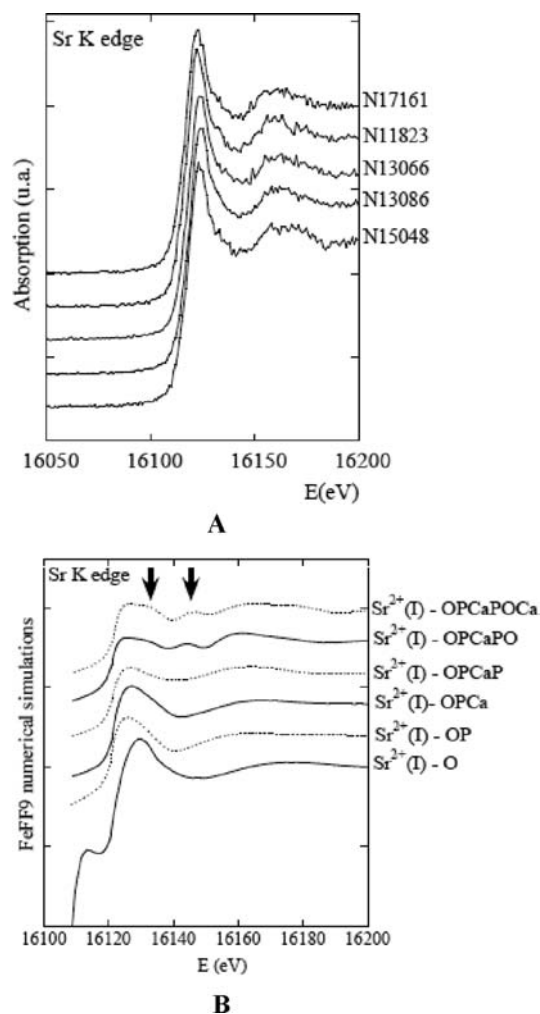 Sr K edge
Absorption (u.a.)
N17161
N11823
N13066
N13086
N15048
16050 16100 16150 16200
E(eV)
A
Sr K edge
FeFF9 numerical simulations
Sr²⁺(I) - OPCaPOCa
Sr²⁺(I) - OPCaPO
Sr²⁺(I) - OPCaP
Sr²⁺(I)- OPCa
Sr²⁺(I) - OP
Sr²⁺(I) - O
16100 16120 16140 16160 16180 16200
E (eV)
B